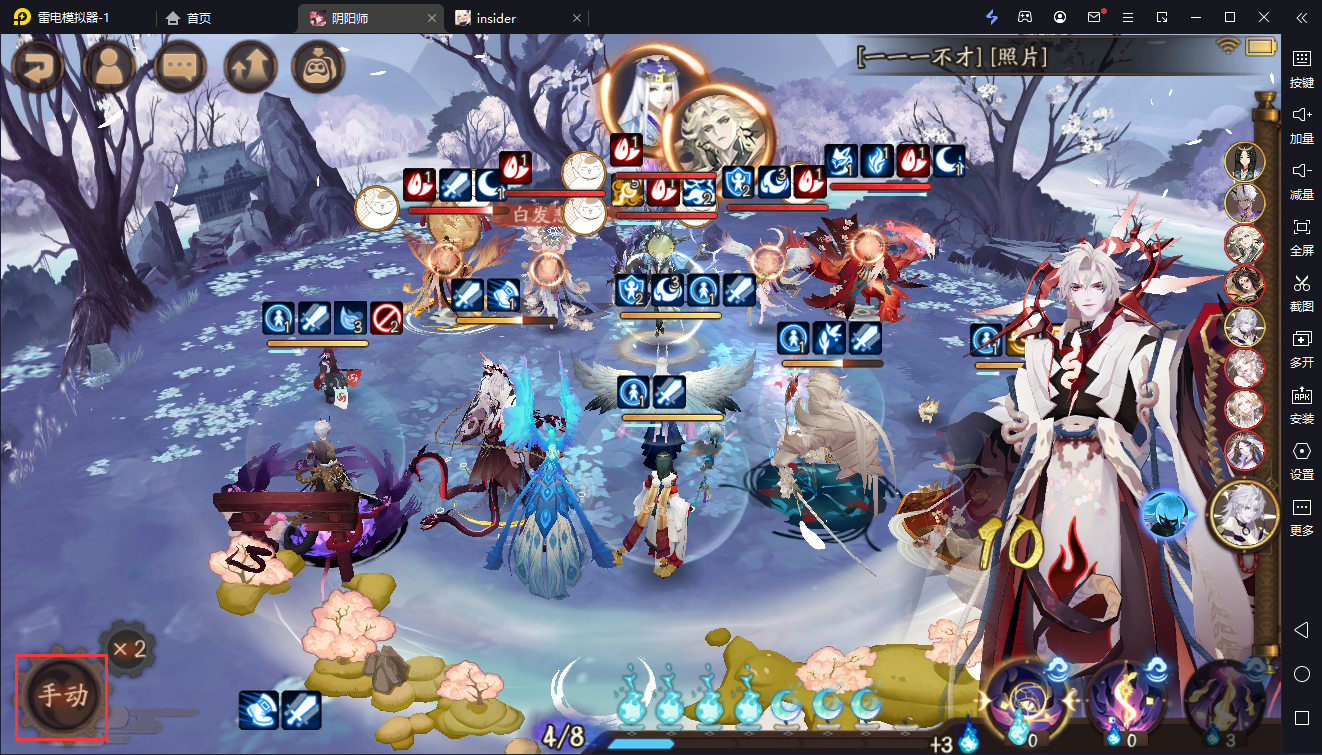 雷电模拟器-1
首页
阴阳师
insider
[一一一不才] [照片]
按键
加量
减量
全屏
截图
多开
APK
安装
设置
更多
白发
10
× 2
手动
4/8
+3
0
0
3